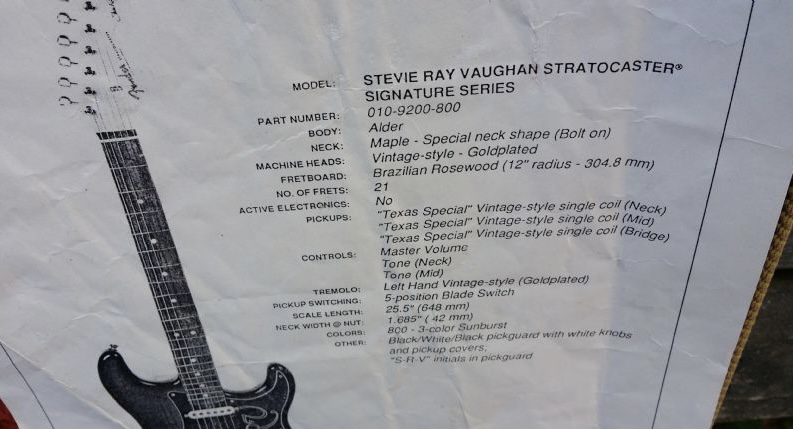 MODEL: STEVIE RAY VAUGHAN STRATOCASTER®
SIGNATURE SERIES
PART NUMBER: 010-9200-800
BODY: Alder
NECK: Maple - Special neck shape (Bolt on)
MACHINE HEADS: Vintage-style - Goldplated
FRETBOARD: Brazilian Rosewood (12" radius - 304.8 mm)
NO. OF FRETS: 21
ACTIVE ELECTRONICS: No
PICKUPS: "Texas Special" Vintage-style single coil (Neck)
"Texas Special" Vintage-style single coil (Mid)
"Texas Special" Vintage-style single coil (Bridge)
CONTROLS: Master Volume
Tone (Neck)
Tone (Mid)
TREMOLO: Left Hand Vintage-style (Goldplated)
PICKUP SWITCHING: 5-position Blade Switch
SCALE LENGTH: 25.5" (648 mm)
NECK WIDTH @ NUT: 1.685" ( 42 mm)
COLORS: 800 - 3-color Sunburst
OTHER: Black/White/Black pickguard with white knobs
and pickup covers,
"S-R-V" initials in pickguard
Fender